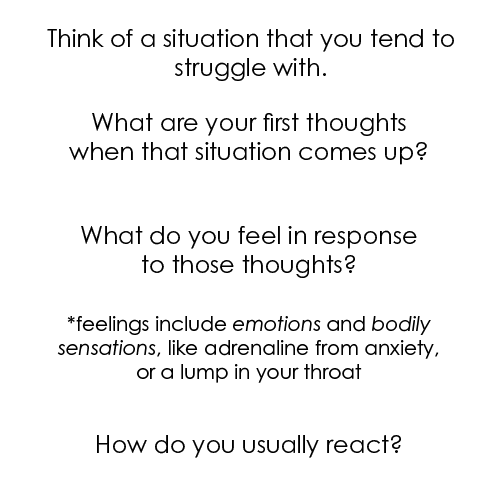 Think of a situation that you tend to
struggle with.
What are your first thoughts
when that situation comes up?
What do you feel in response
to those thoughts?
*feelings include emotions and bodily
sensations, like adrenaline from anxiety,
or a lump in your throat
How do you usually react?